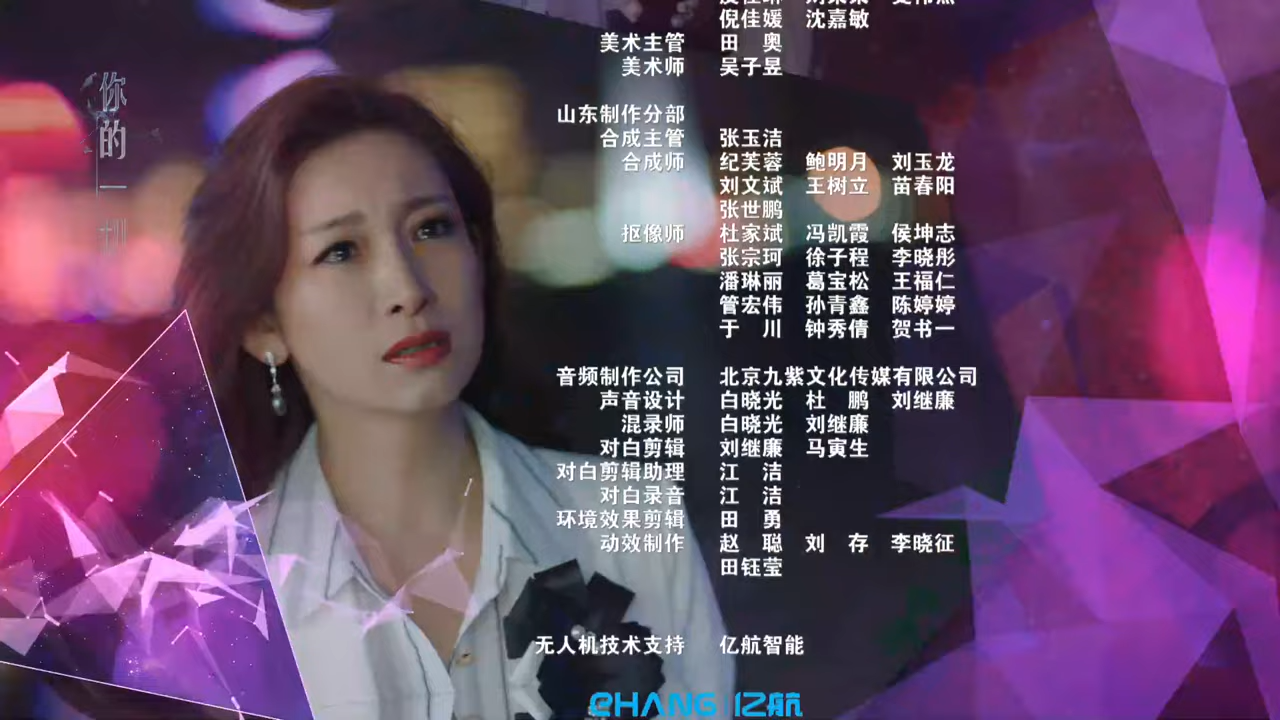 倪佳媛 沈嘉敏
美术主管 田 奥
美术师 吴子昱
山东制作分部
合成主管 张玉洁
合成师 纪芙蓉 鲍明月 刘玉龙
刘文斌 王树立 苗春阳
张世鹏
抠像师 杜家斌 冯凯霞 侯坤志
张宗珂 徐子程 李晓彤
潘琳丽 葛宝松 王福仁
管宏伟 孙青鑫 陈婷婷
于 川 钟秀倩 贺书一
音频制作公司 北京九紫文化传媒有限公司
声音设计 白晓光 杜 鹏 刘继廉
混录师 白晓光 刘继廉
对白剪辑 刘继廉 马寅生
对白剪辑助理 江 洁
对白录音 江 洁
环境效果剪辑 田 勇
动效制作 赵 聪 刘 存 李晓征
田钰莹
无人机技术支持 亿航智能
EHANG 亿航
你的一